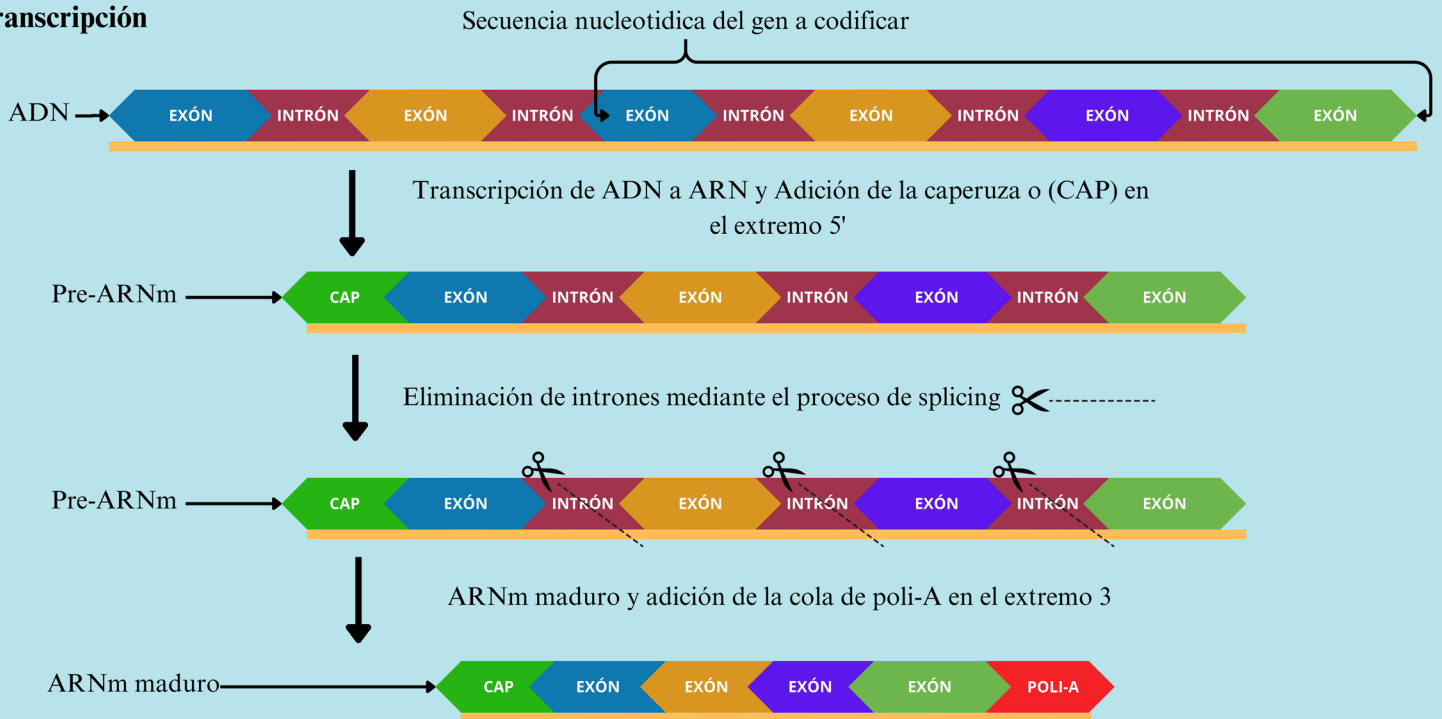 ranscripción
Secuencia nucleotidica del gen a codificar
ADN
EXÓN INTRÓN EXÓN INTRÓN EXÓN INTRÓN EXÓN INTRÓN EXÓN INTRÓN EXÓN
Transcripción de ADN a ARN y Adición de la caperuza o (CAP) en
el extremo 5'
Pre-ARNm
CAP EXÓN INTRÓN EXÓN INTRÓN EXÓN INTRÓN EXÓN
Eliminación de intrones mediante el proceso de splicing
Pre-ARNm
CAP EXÓN INTRÓN EXÓN INTRÓN EXÓN INTRÓN EXÓN
ARNm maduro y adición de la cola de poli-A en el extremo 3
ARNm maduro
CAP EXÓN EXÓN EXÓN EXÓN POLI-A